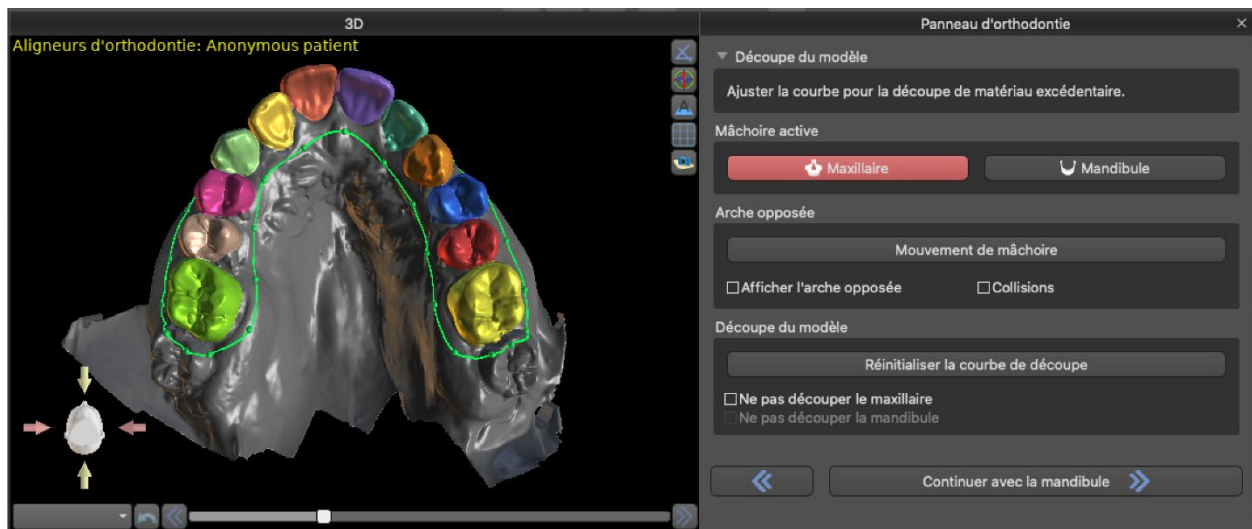 3D
Panneau d'orthodontie
Aligneurs d'orthodontie: Anonymous patient
Découpe du modèle
Ajuster la courbe pour la découpe de matériau excédentaire.
Mâchoire active
Maxillaire
Mandibule
Arche opposée
Mouvement de mâchoire
Afficher l'arche opposée
Collisions
Découpe du modèle
Réinitialiser la courbe de découpe
Ne pas découper le maxillaire
Ne pas découper la mandibule
Continuer avec la mandibule